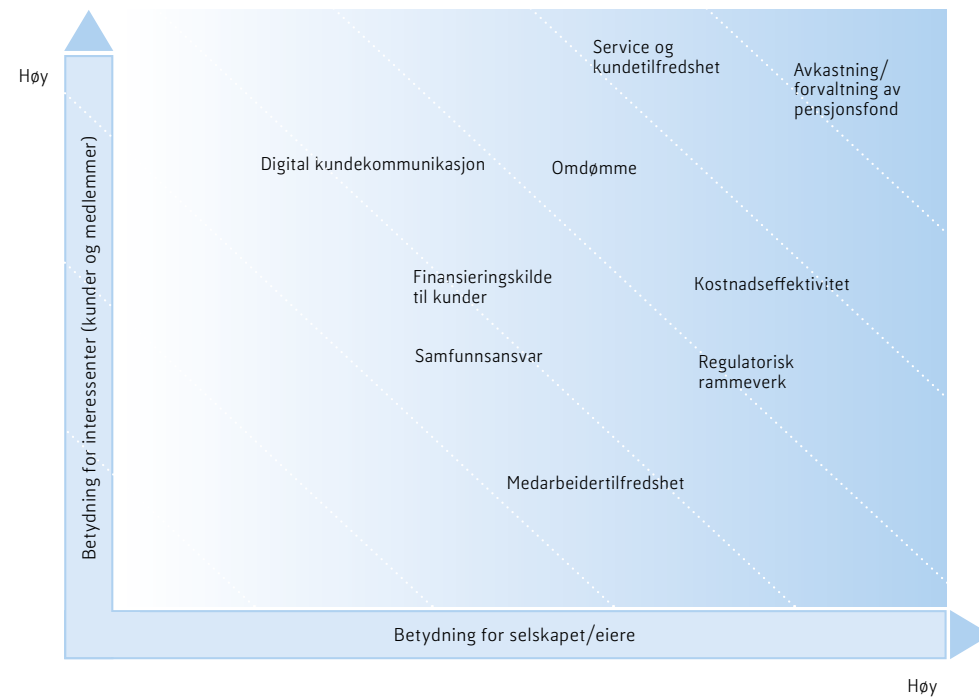 Høy
Betydning for interessenter (kunder og medlemmer)
Service og
kundetilfredshet
Avkastning/
forvaltning av
pensjonsfond
Digital kundekommunikasjon
Omdømme
Finansieringskilde
til kunder
Kostnadseffektivitet
Samfunnsansvar
Regulatorisk
rammeverk
Medarbeidertilfredshet
Betydning for selskapet/eiere
Høy